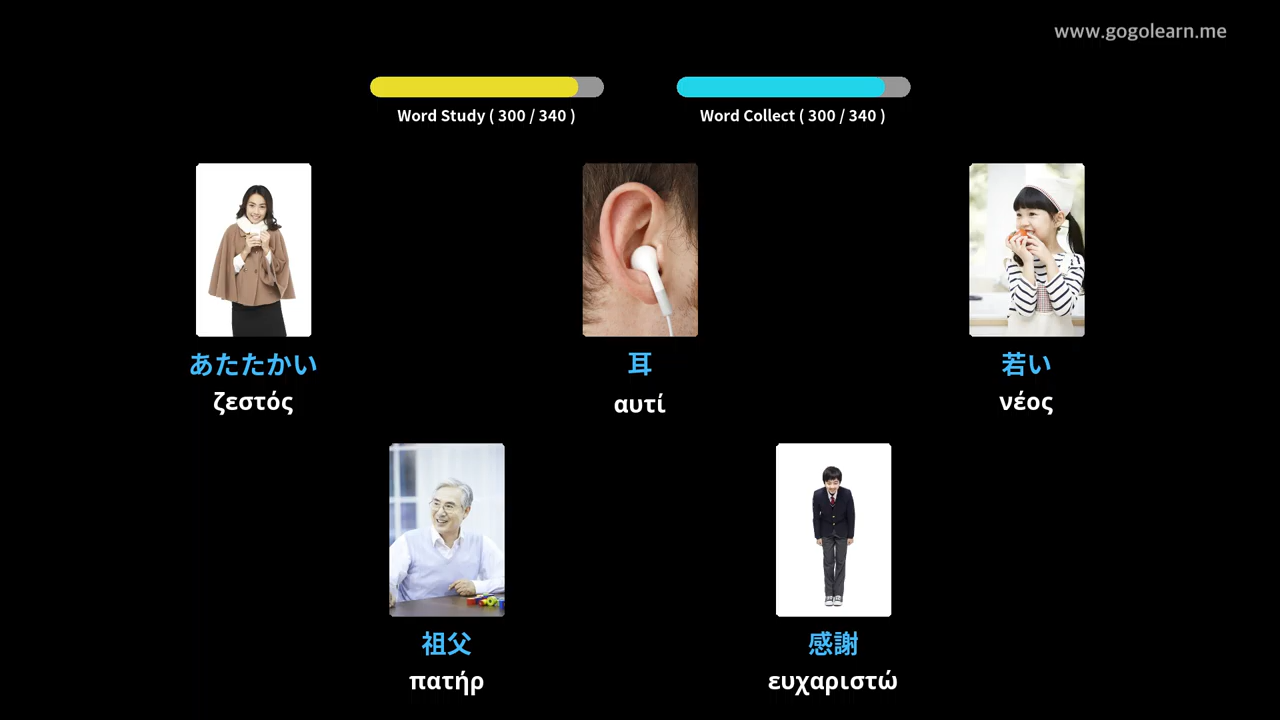 www.gogolearn.me
Word Study ( 300 / 340 )
Word Collect ( 300 / 340 )
あたたかい
ζεστός
耳
αυτί
若い
νέος
祖父
πατήρ
感謝
ευχαριστώ